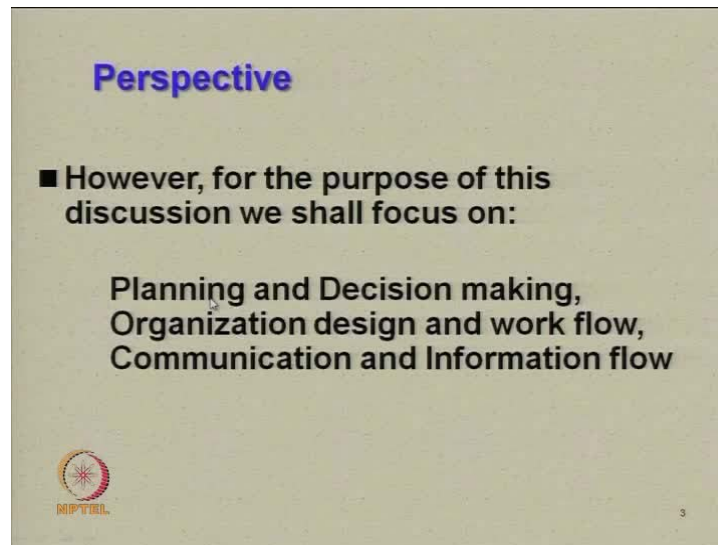 Perspective
■ However, for the purpose of this
discussion we shall focus on:
Planning and Decision making,
Organization design and work flow,
Communication and Information flow
NPTEL
3